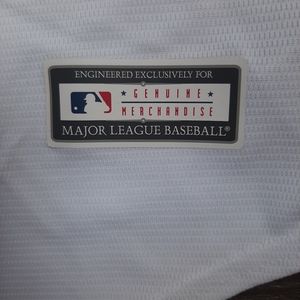 ENGINEERED EXCLUSIVELY FOR
★ GENUINE ★
MERCHANDISE
MAJOR LEAGUE BASEBALL®